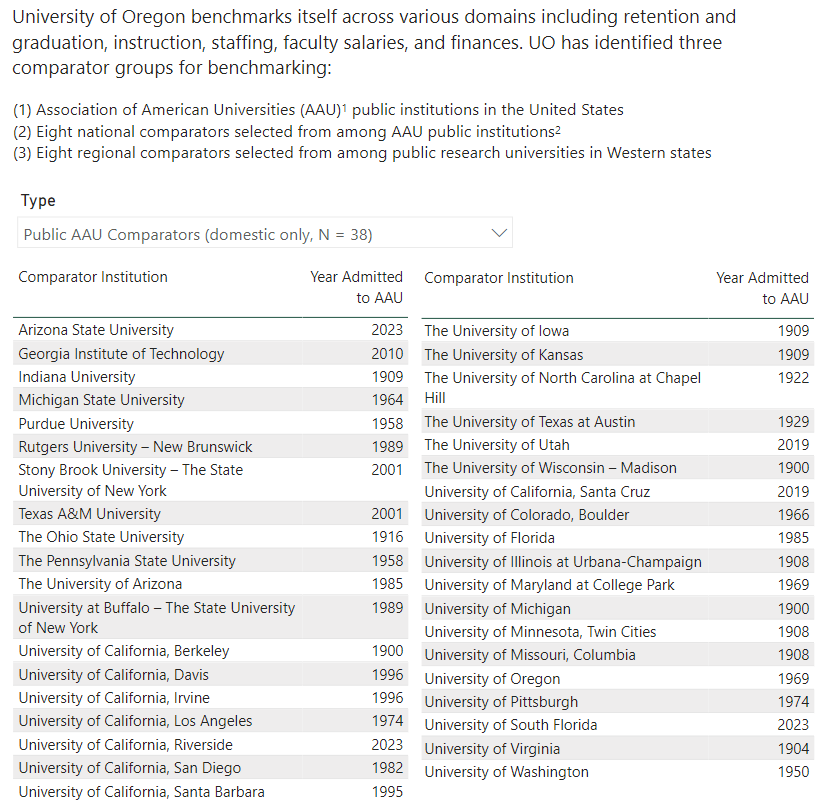 University of Oregon benchmarks itself across various domains including retention and
graduation, instruction, staffing, faculty salaries, and finances. UO has identified three
comparator groups for benchmarking:
(1) Association of American Universities (AAU)¹ public institutions in the United States
(2) Eight national comparators selected from among AAU public institutions²
(3) Eight regional comparators selected from among public research universities in Western states
Type
Public AAU Comparators (domestic only, N = 38)
Comparator Institution Year Admitted
to AAU
Arizona State University 2023
Georgia Institute of Technology 2010
Indiana University 1909
Michigan State University 1964
Purdue University 1958
Rutgers University – New Brunswick 1989
Stony Brook University – The State 2001
University of New York
Texas A&M University 2001
The Ohio State University 1916
The Pennsylvania State University 1958
The University of Arizona 1985
University at Buffalo – The State University 1989
of New York
University of California, Berkeley 1900
University of California, Davis 1996
University of California, Irvine 1996
University of California, Los Angeles 1974
University of California, Riverside 2023
University of California, San Diego 1982
University of California, Santa Barbara 1995
Comparator Institution Year Admitted
to AAU
The University of Iowa 1909
The University of Kansas 1909
The University of North Carolina at Chapel 1922
Hill
The University of Texas at Austin 1929
The University of Utah 2019
The University of Wisconsin – Madison 1900
University of California, Santa Cruz 2019
University of Colorado, Boulder 1966
University of Florida 1985
University of Illinois at Urbana-Champaign 1908
University of Maryland at College Park 1969
University of Michigan 1900
University of Minnesota, Twin Cities 1908
University of Missouri, Columbia 1908
University of Oregon 1969
University of Pittsburgh 1974
University of South Florida 2023
University of Virginia 1904
University of Washington 1950